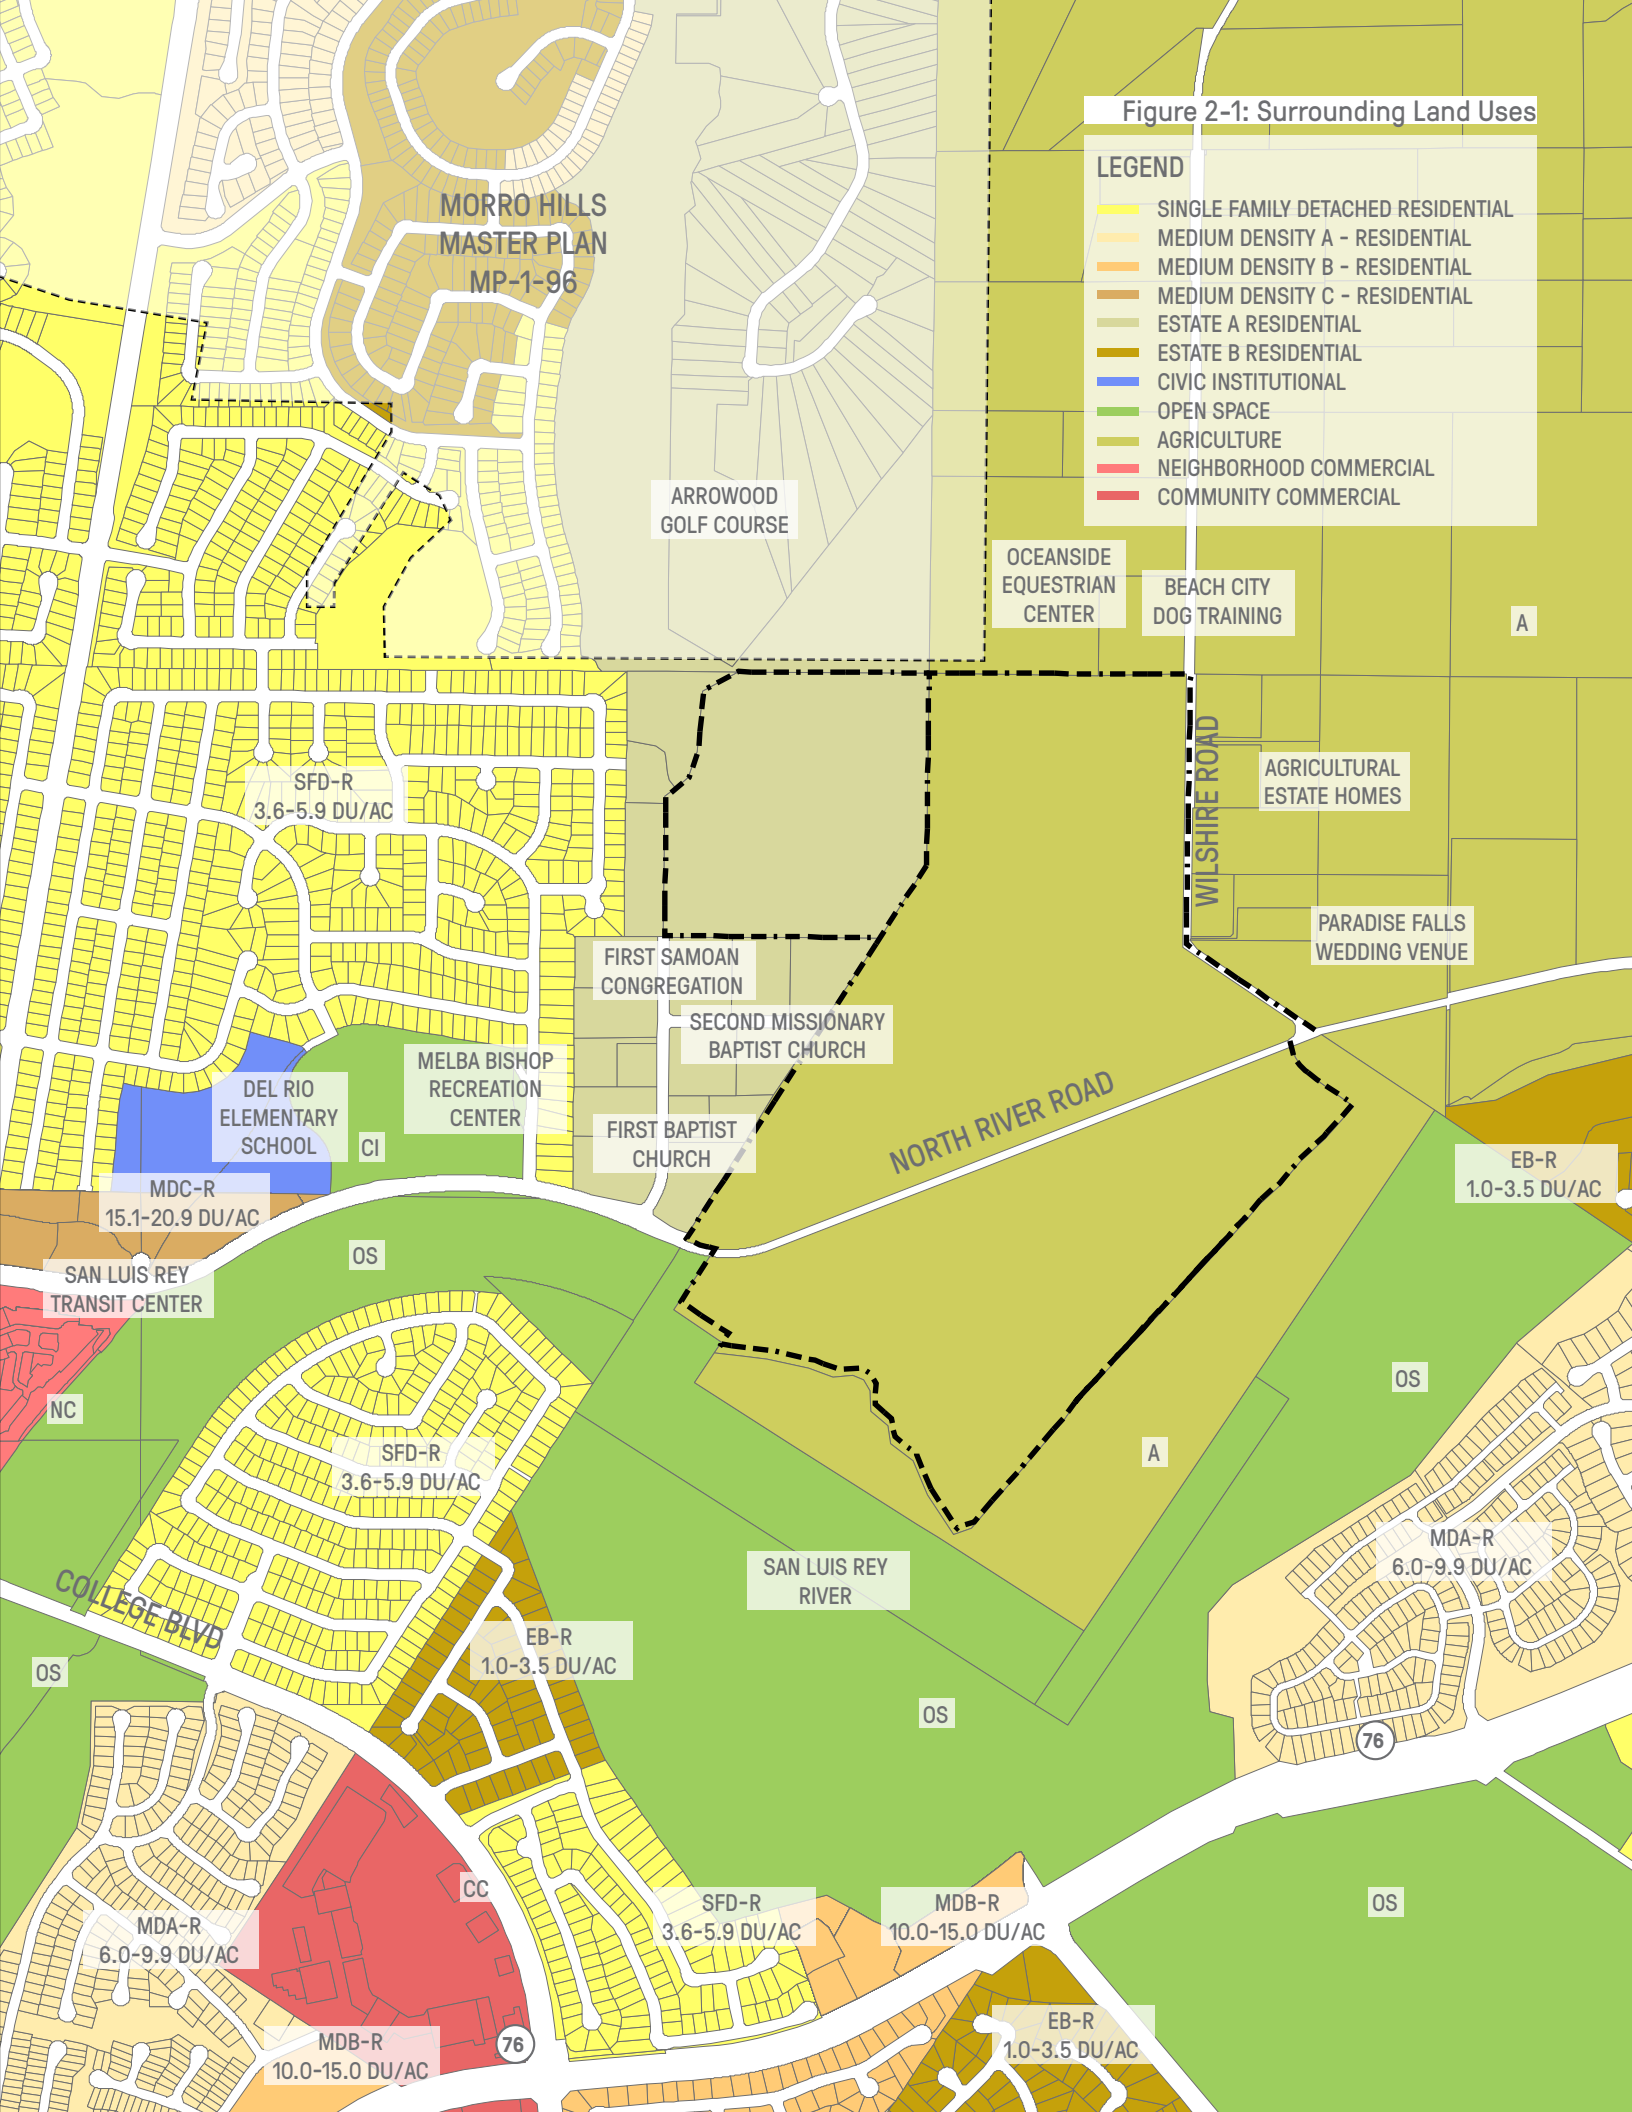 Figure 2-1: Surrounding Land Uses
LEGEND
SINGLE FAMILY DETACHED RESIDENTIAL
MEDIUM DENSITY A - RESIDENTIAL
MEDIUM DENSITY B - RESIDENTIAL
MEDIUM DENSITY C - RESIDENTIAL
ESTATE A RESIDENTIAL
ESTATE B RESIDENTIAL
CIVIC INSTITUTIONAL
OPEN SPACE
AGRICULTURE
NEIGHBORHOOD COMMERCIAL
COMMUNITY COMMERCIAL
MORRO HILLS
MASTER PLAN
MP-1-96
ARROWOOD
GOLF COURSE
OCEANSIDE
EQUESTRIAN
CENTER
BEACH CITY
DOG TRAINING
A
SFD-R
3.6-5.9 DU/AC
WILSHIRE ROAD
AGRICULTURAL
ESTATE HOMES
PARADISE FALLS
WEDDING VENUE
FIRST SAMOAN
CONGREGATION
SECOND MISSIONARY
BAPTIST CHURCH
MELBA BISHOP
RECREATION
CENTER
DEL RIO
ELEMENTARY
SCHOOL
CI
FIRST BAPTIST
CHURCH
NORTH RIVER ROAD
EB-R
1.0-3.5 DU/AC
MDC-R
15.1-20.9 DU/AC
OS
SAN LUIS REY
TRANSIT CENTER
NC
OS
SFD-R
3.6-5.9 DU/AC
A
MDA-R
6.0-9.9 DU/AC
SAN LUIS REY
RIVER
COLLEGE BLVD
EB-R
1.0-3.5 DU/AC
OS
OS
76
CC
SFD-R
3.6-5.9 DU/AC
MDB-R
10.0-15.0 DU/AC
OS
MDA-R
6.0-9.9 DU/AC
MDB-R
10.0-15.0 DU/AC
76
EB-R
1.0-3.5 DU/AC